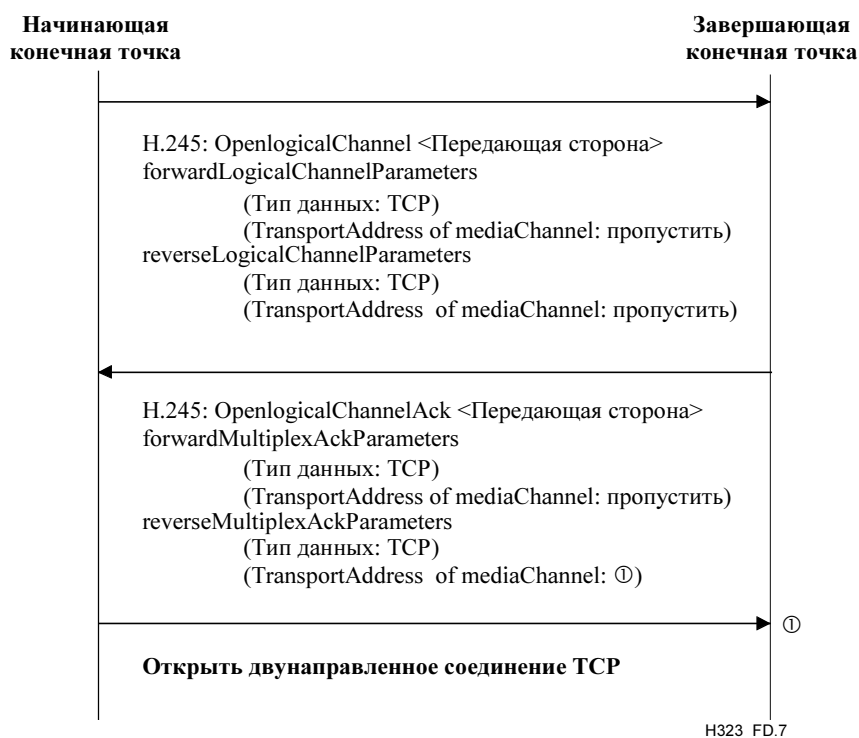 Начинающая
конечная точка
Завершающая
конечная точка
H.245: OpenlogicalChannel <Передающая сторона>
forwardLogicalChannelParameters
(Тип данных: TCP)
(TransportAddress of mediaChannel: пропустить)
reverseLogicalChannelParameters
(Тип данных: TCP)
(TransportAddress of mediaChannel: пропустить)
H.245: OpenlogicalChannelAck <Передающая сторона>
forwardMultiplexAckParameters
(Тип данных: TCP)
(TransportAddress of mediaChannel: пропустить)
reverseMultiplexAckParameters
(Тип данных: TCP)
(TransportAddress of mediaChannel: ①)
①
Открыть двунаправленное соединение TCP
H323_FD.7